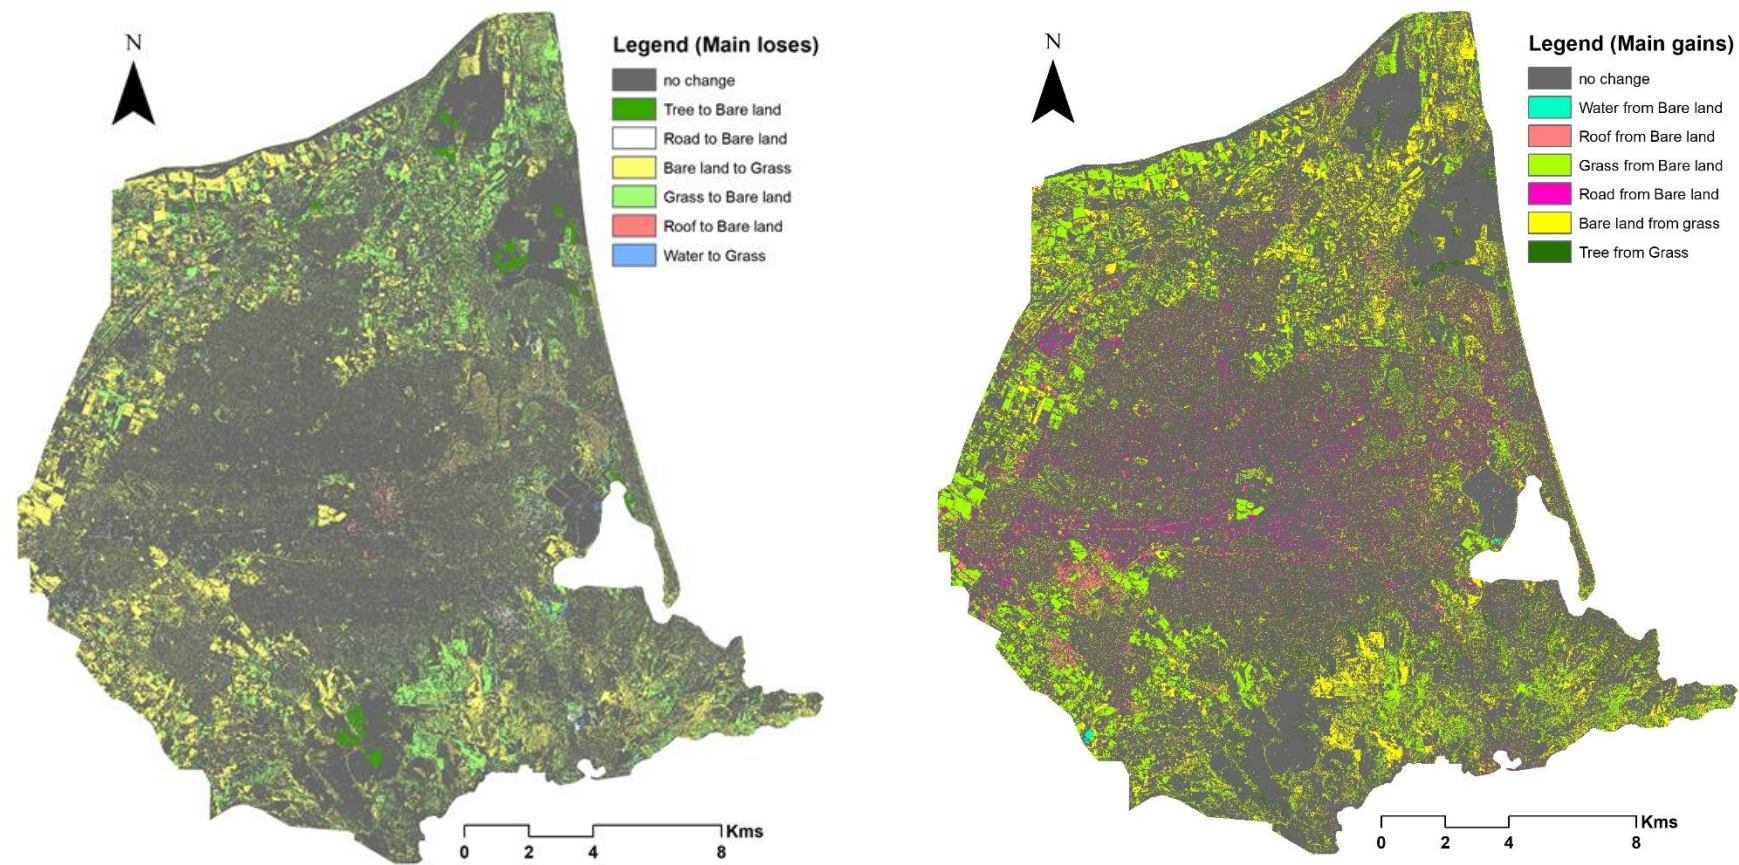 N
Legend (Main loses)
no change
Tree to Bare land
Road to Bare land
Bare land to Grass
Grass to Bare land
Roof to Bare land
Water to Grass
Kms
0 2 4 8
N
Legend (Main gains)
no change
Water from Bare land
Roof from Bare land
Grass from Bare land
Road from Bare land
Bare land from grass
Tree from Grass
Kms
0 2 4 8